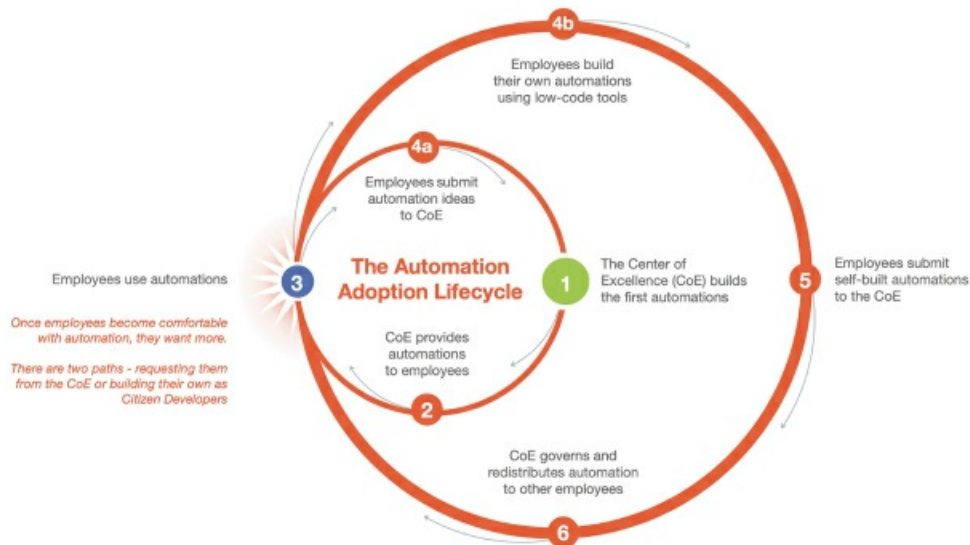 4b
Employees build
their own automations
using low-code tools
4a
Employees submit
automation ideas
to CoE
3
Employees use automations
Once employees become comfortable
with automation, they want more.
There are two paths - requesting them
from the CoE or building their own as
Citizen Developers
The Automation
Adoption Lifecycle
1
The Center of
Excellence (CoE) builds
the first automations
5
Employees submit
self-built automations
to the CoE
CoE provides
automations
to employees
2
CoE governs and
redistributes automation
to other employees
6